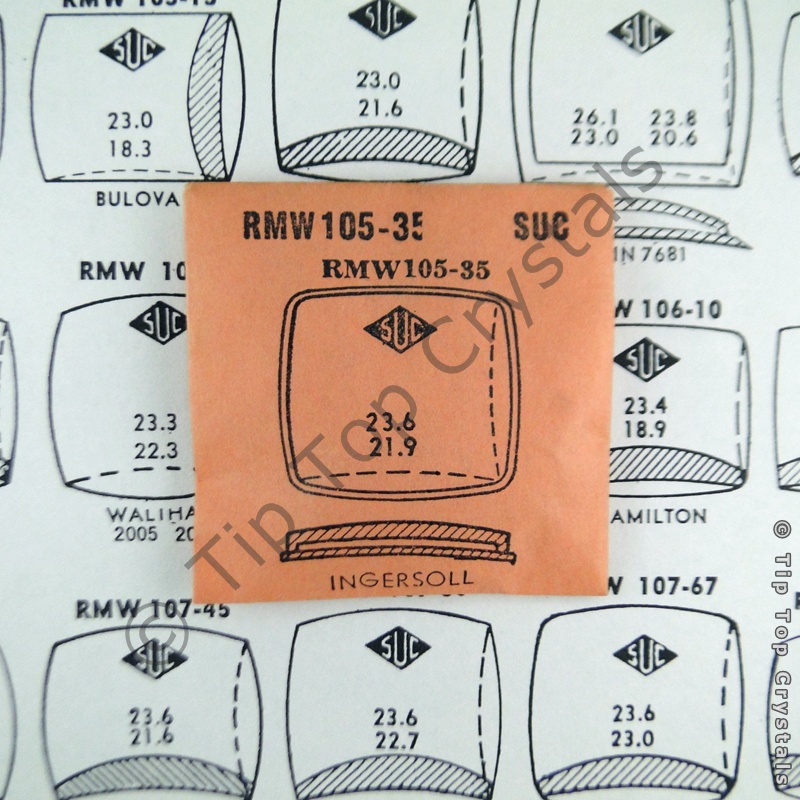 RMW 105-15
SUC
23.0
18.3
BULOVA
SUC
23.0
21.6
SUC
26.1 23.8
23.0 20.6
IN 7681
RMW 105-35 SUC
RMW105-35
SUC
23.6
21.9
INGERSOLL
RMW 10
SUC
23.3
22.3
2005 20
W 106-10
SUC
23.4
18.9
AMILTON
RMW 107-45
SUC
23.6
21.6
SUC
23.6
22.7
W 107-67
SUC
23.6
23.0
© Tip Top Crystals
© Tip Top Crystals